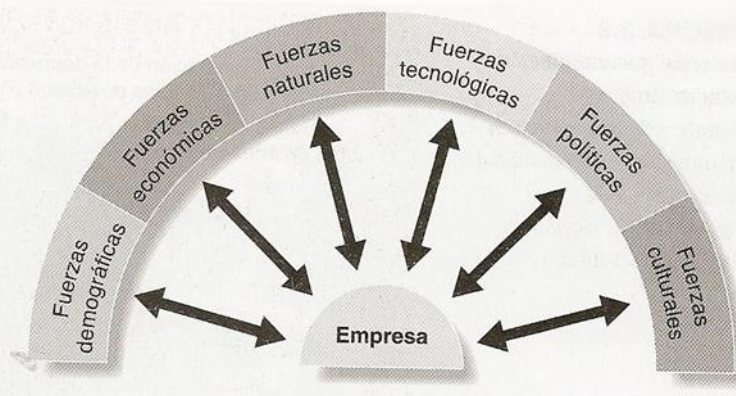 Fuerzas
demográficas
Fuerzas
económicas
Fuerzas
naturales
Fuerzas
tecnológicas
Fuerzas
políticas
Fuerzas
culturales
Empresa